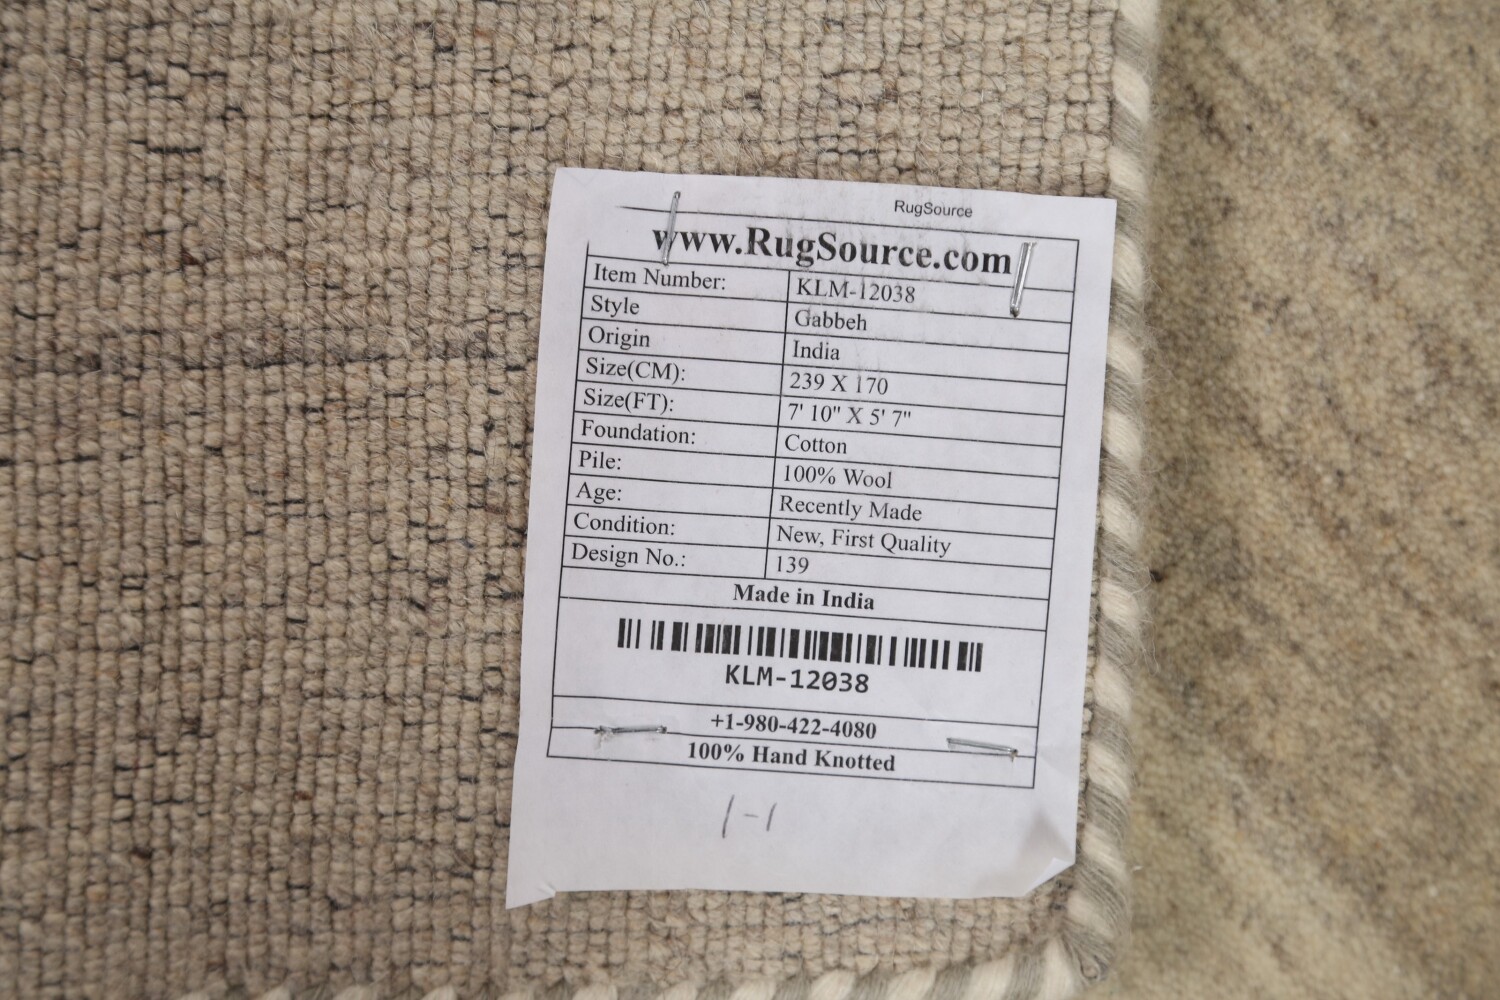 RugSource
www.RugSource.com
Item Number: KLM-12038
Style Gabbeh
Origin India
Size(CM): 239 X 170
Size(FT): 7' 10" X 5' 7"
Foundation: Cotton
Pile: 100% Wool
Age: Recently Made
Condition: New, First Quality
Design No.: 139
Made in India
KLM-12038
+1-980-422-4080
100% Hand Knotted
1-1